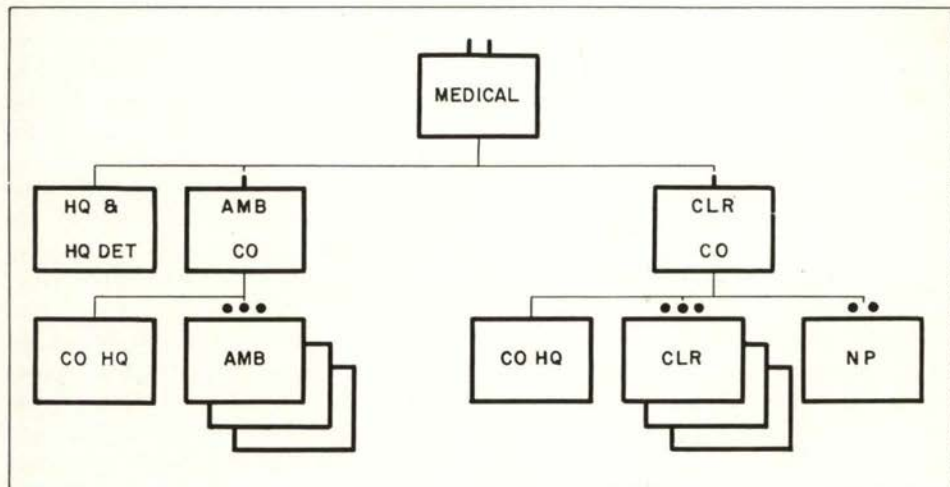 MEDICAL
HQ &
HQ DET
AMB
CO
CLR
CO
CO HQ
AMB
CO HQ
CLR
NP